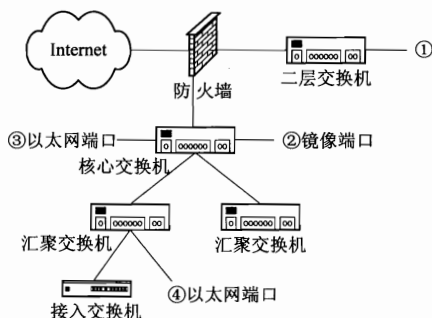 Internet
①
防火墙
二层交换机
③以太网端口
②镜像端口
核心交换机
汇聚交换机
汇聚交换机
④以太网端口
接入交换机